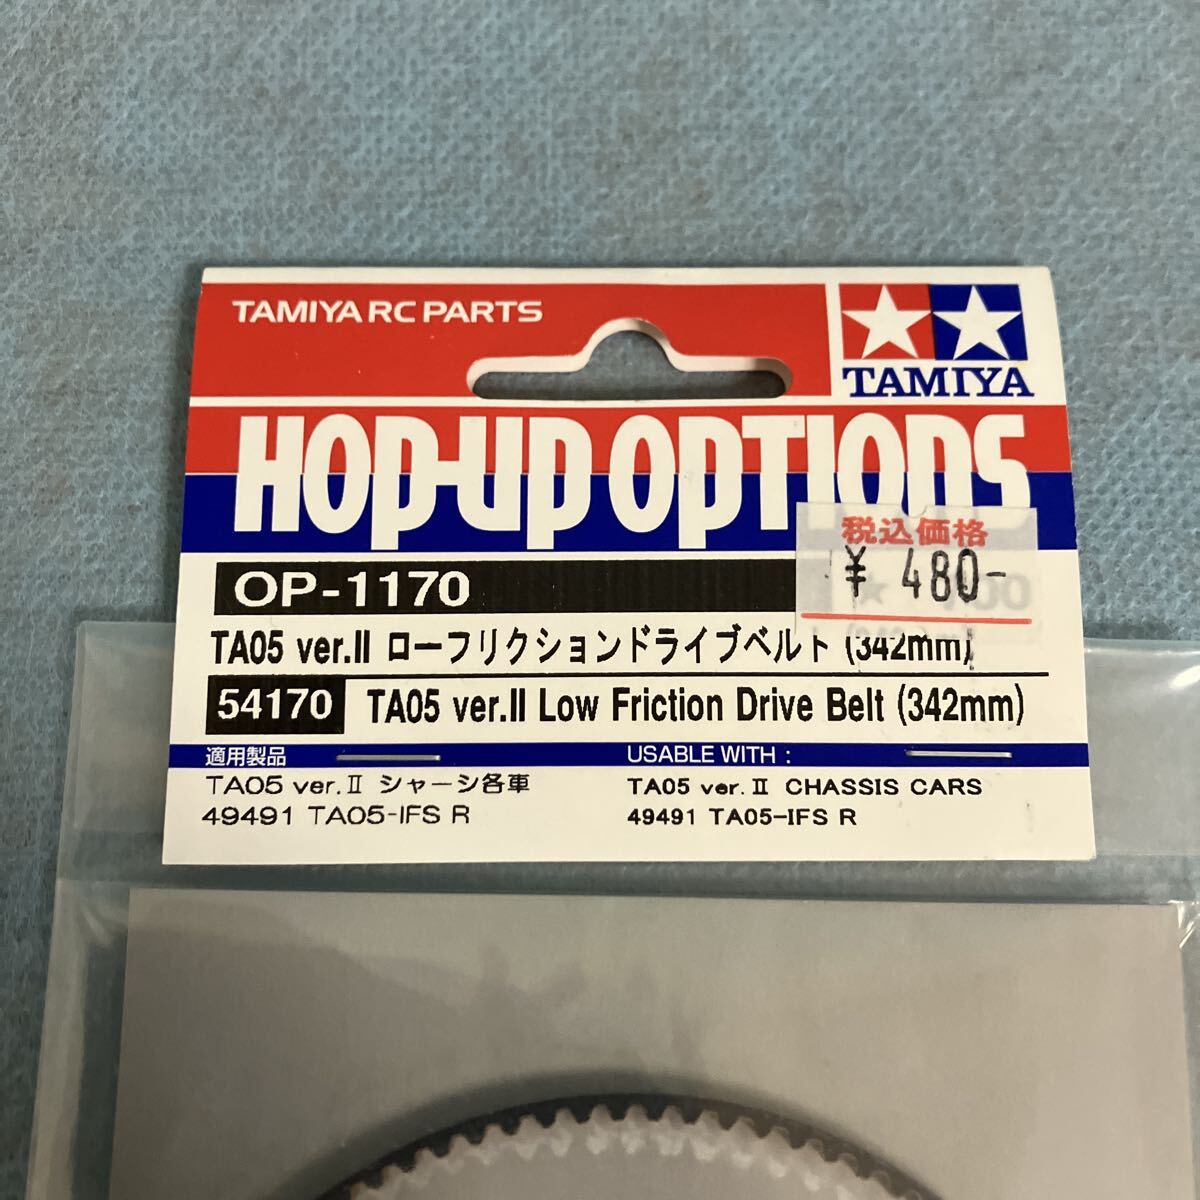 TAMIYA RC PARTS
TAMIYA
HOP-UP OPTIONS
税込価格
¥ 480-
OP-1170
TA05 ver.II ローフリクションドライブベルト (342mm)
54170 TA05 ver.II Low Friction Drive Belt (342mm)
適用製品
TA05 ver.II シャーシ各車
49491 TA05-IFS R
USABLE WITH :
TA05 ver.II CHASSIS CARS
49491 TA05-IFS R